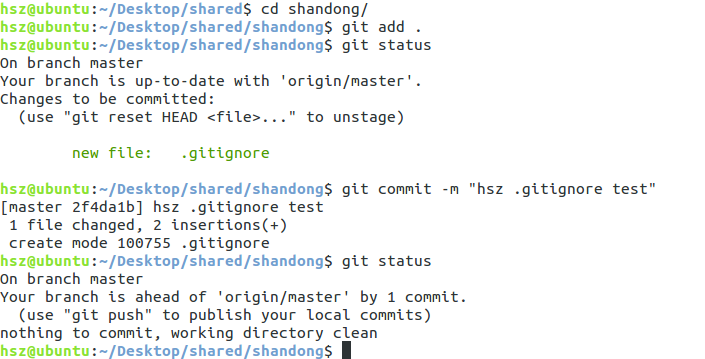 hsz@ubuntu:~/Desktop/shared$ cd shandong/
hsz@ubuntu:~/Desktop/shared/shandong$ git add .
hsz@ubuntu:~/Desktop/shared/shandong$ git status
On branch master
Your branch is up-to-date with 'origin/master'.
Changes to be committed:
  (use "git reset HEAD <file>..." to unstage)

        new file:   .gitignore

hsz@ubuntu:~/Desktop/shared/shandong$ git commit -m "hsz .gitignore test"
[master 2f4da1b] hsz .gitignore test
 1 file changed, 2 insertions(+)
 create mode 100755 .gitignore
hsz@ubuntu:~/Desktop/shared/shandong$ git status
On branch master
Your branch is ahead of 'origin/master' by 1 commit.
  (use "git push" to publish your local commits)
nothing to commit, working directory clean
hsz@ubuntu:~/Desktop/shared/shandong$